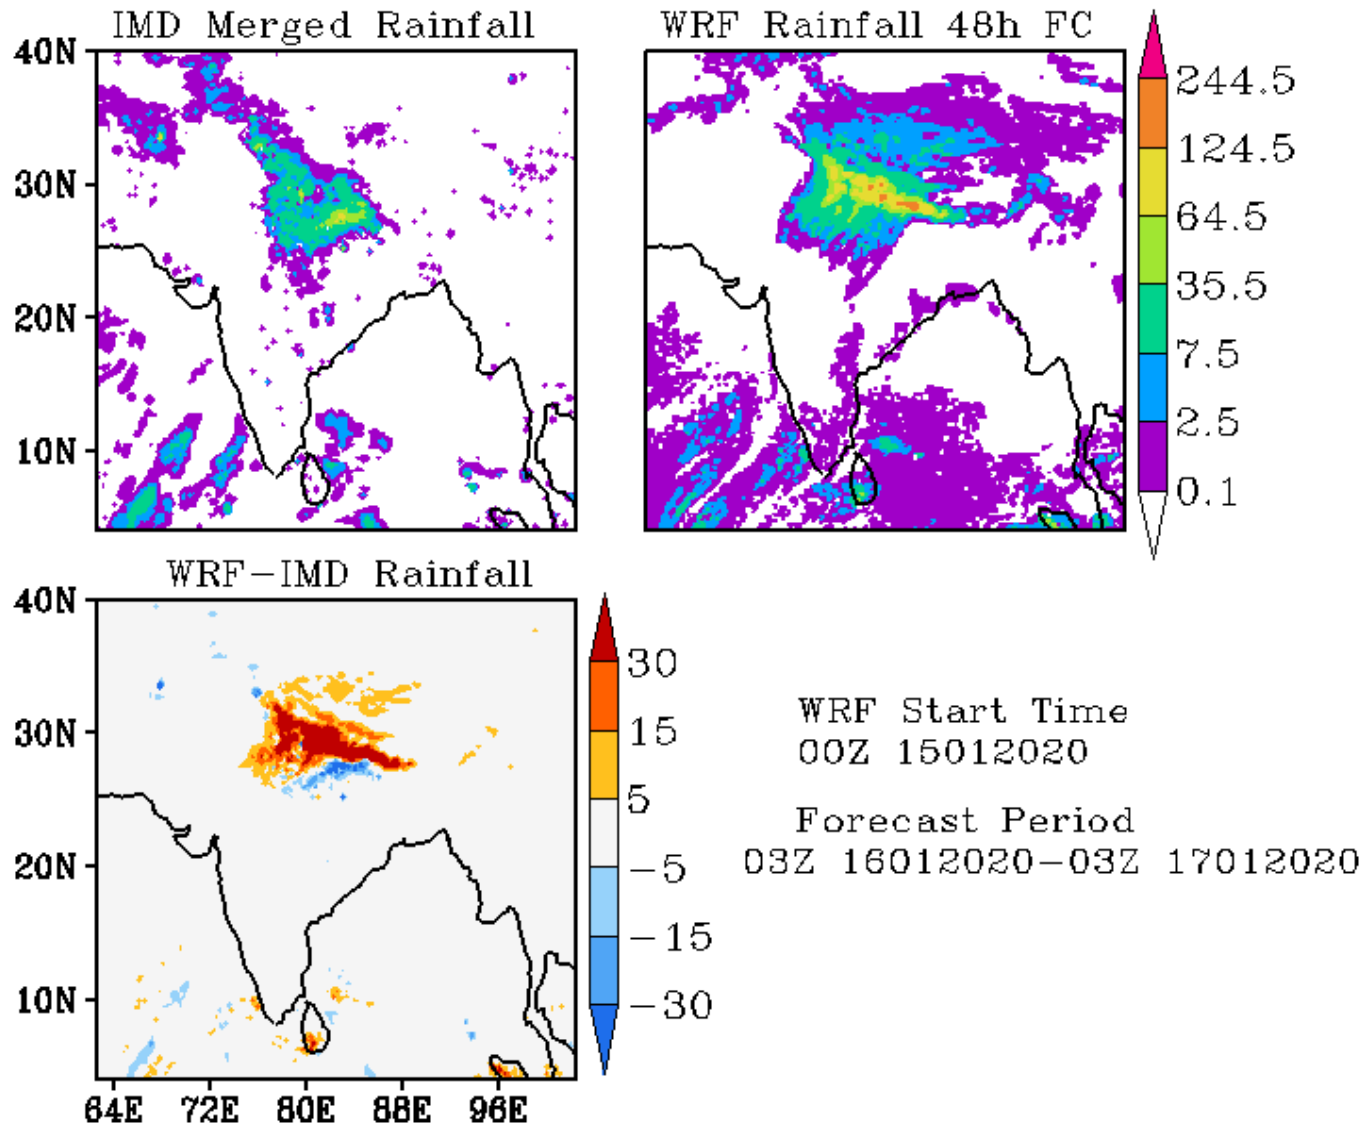 IMD Merged Rainfall
WRF Rainfall 48h FC
40N
30N
20N
10N
244.5
124.5
64.5
35.5
7.5
2.5
0.1
WRF-IMD Rainfall
40N
30N
20N
10N
64E 72E 80E 88E 96E
30
15
5
-5
-15
-30
WRF Start Time
00Z 15012020
Forecast Period
03Z 16012020-03Z 17012020